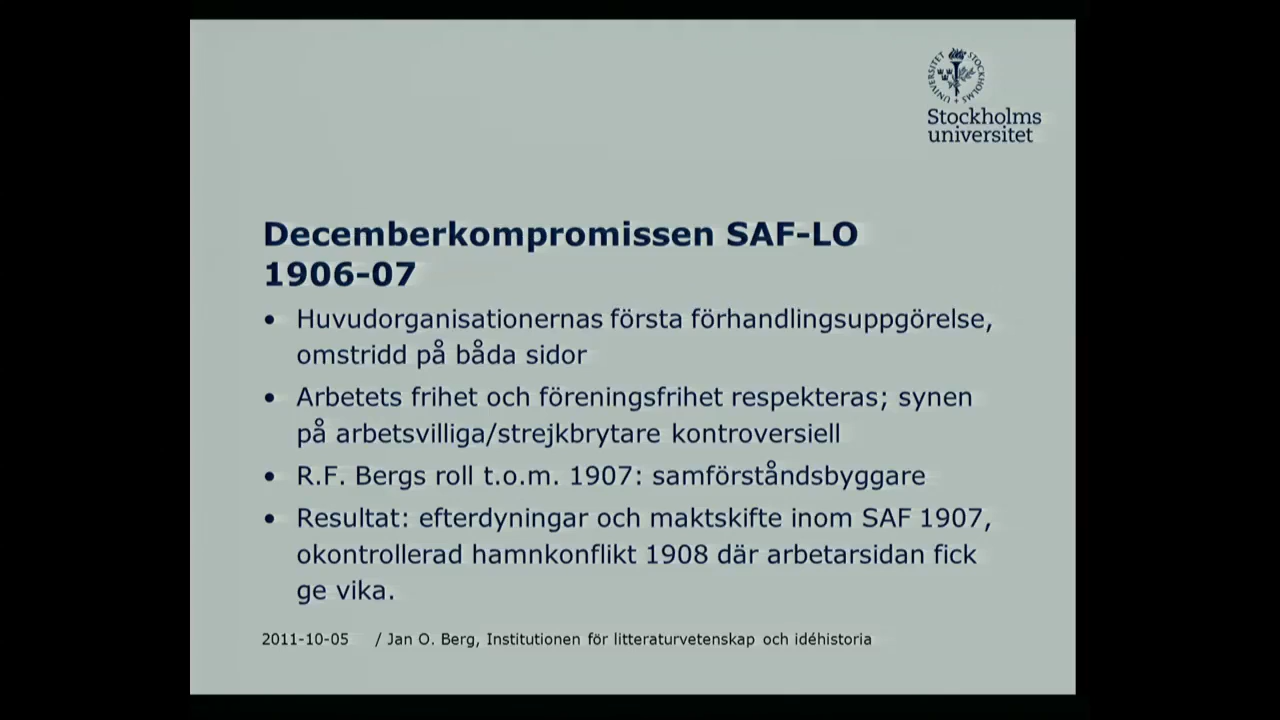 STOCKHOLMS UNIVERSITET
Stockholms
universitet
Decemberkompromissen SAF-LO
1906-07
• Huvudorganisationernas första förhandlingsuppgörelse,
omstridd på båda sidor
• Arbetets frihet och föreningsfrihet respekteras; synen
på arbetsvilliga/strejkbrytare kontroversiell
• R.F. Bergs roll t.o.m. 1907: samförståndsbyggare
• Resultat: efterdyningar och maktskifte inom SAF 1907,
okontrollerad hamnkonflikt 1908 där arbetarsidan fick
ge vika.
2011-10-05 / Jan O. Berg, Institutionen för litteraturvetenskap och idéhistoria